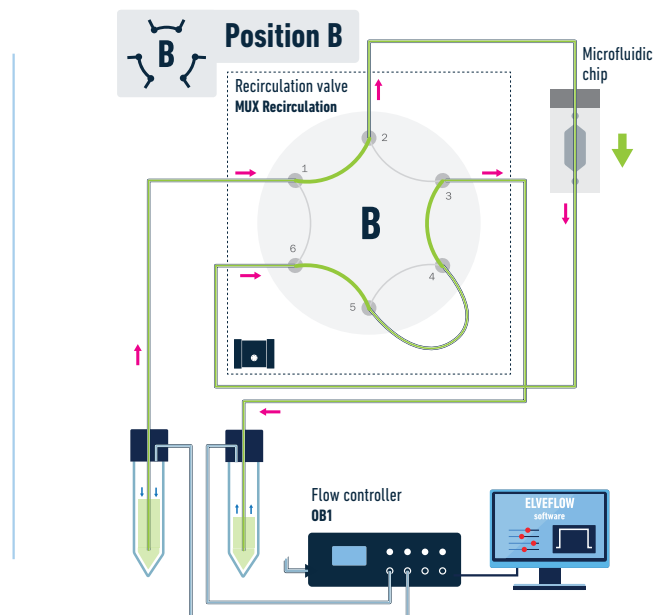 B
Position B
Microfluidic
chip
Recirculation valve
MUX Recirculation
1
2
3
B
6
4
5
Flow controller
OB1
ELVEFLOW
software